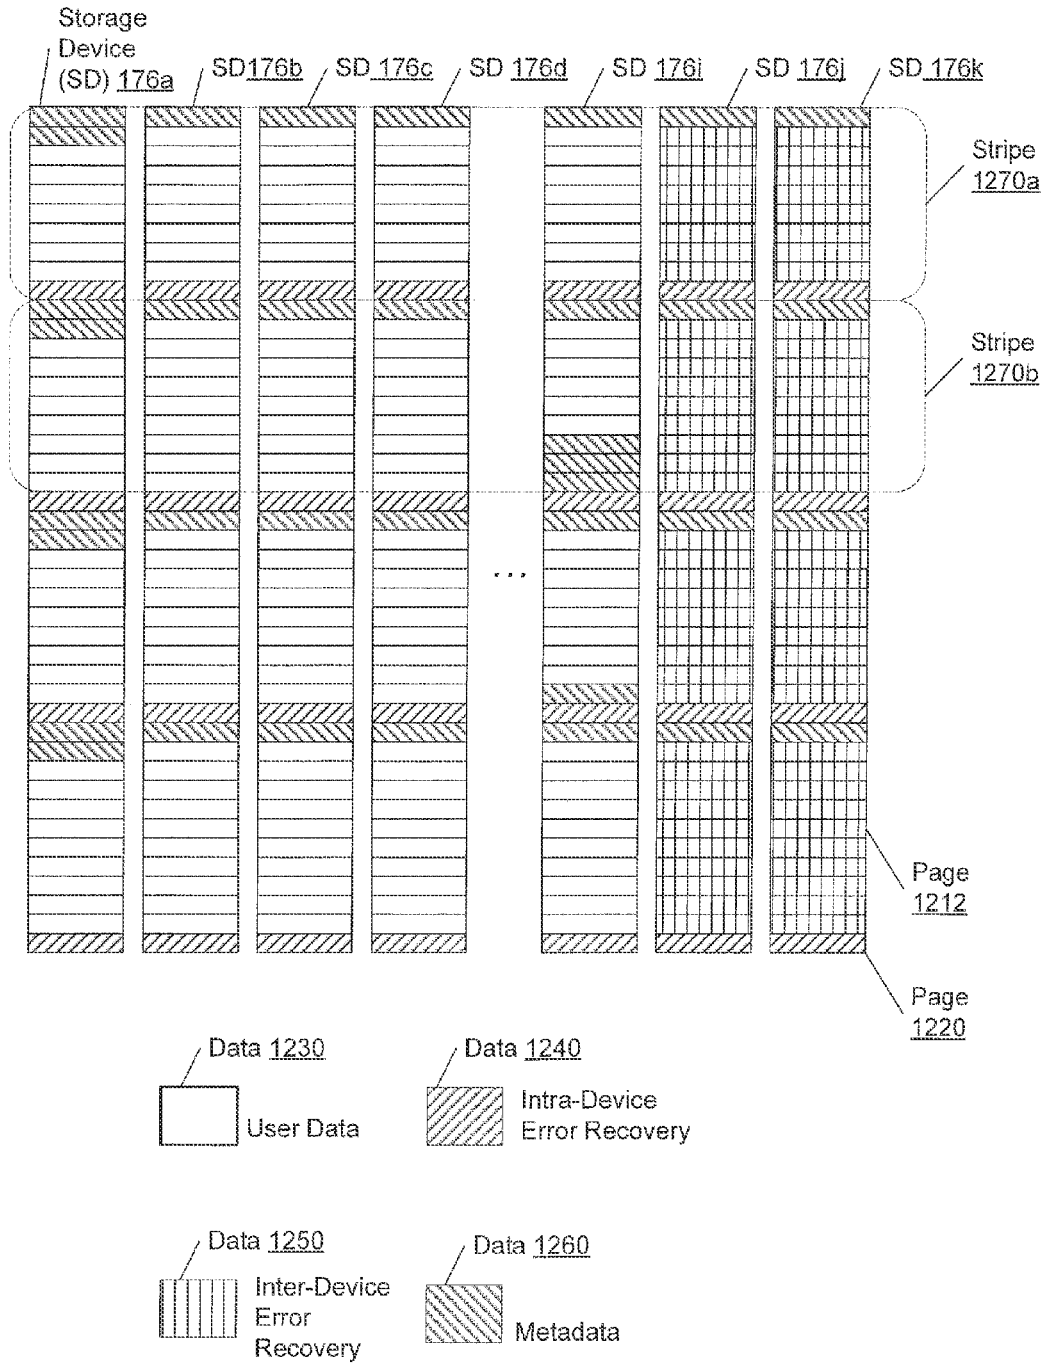 Storage
Device
(SD) 176a
SD176b
SD 176c
SD 176d
SD 176i
SD 176j
SD 176k
Stripe
1270a
Stripe
1270b
...
Page
1212
Page
1220
Data 1230
User Data
Data 1240
Intra-Device
Error Recovery
Data 1250
Inter-Device
Error
Recovery
Data 1260
Metadata